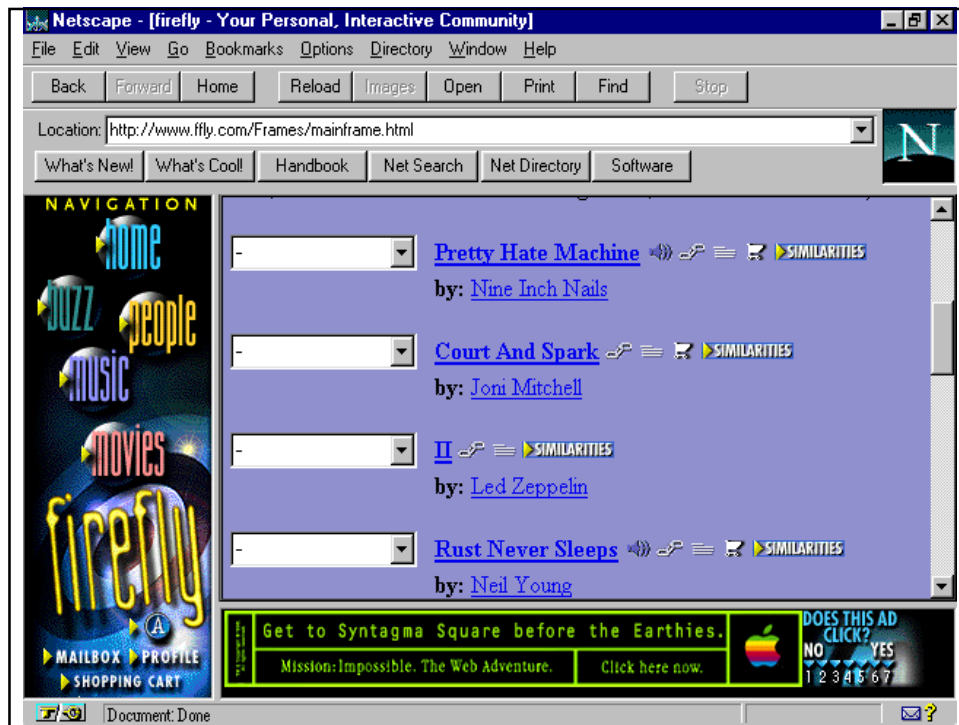 Netscape - [firefly - Your Personal, Interactive Community]
File Edit View Go Bookmarks Options Directory Window Help
Back Forward Home Reload Images Open Print Find Stop
Location: http://www.ffly.com/Frames/mainframe.html
N
What's New! What's Cool! Handbook Net Search Net Directory Software
NAVIGATION
home
buzz
people
music
movies
firefly
A
MAILBOX PROFILE
SHOPPING CART
- Pretty Hate Machine SIMILARITIES
by: Nine Inch Nails
- Court And Spark SIMILARITIES
by: Joni Mitchell
- II SIMILARITIES
by: Led Zeppelin
- Rust Never Sleeps SIMILARITIES
by: Neil Young
Get to Syntagma Square before the Earthies.
Mission:Impossible. The Web Adventure. Click here now.
DOES THIS AD
CLICK?
NO YES
1 2 3 4 5 6 7
Document: Done